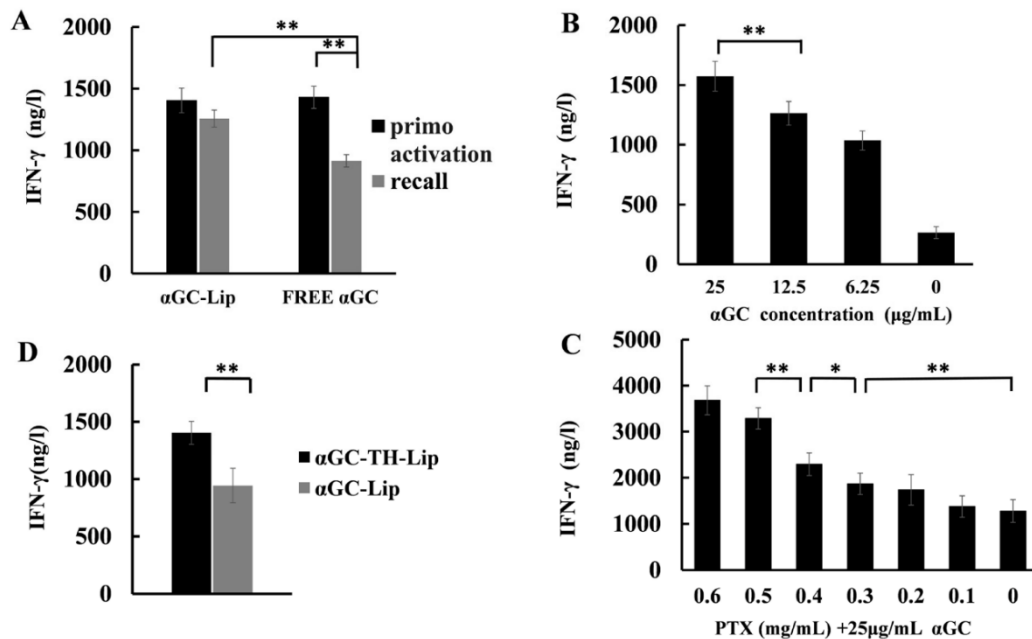 A
IFN-γ (ng/l)
2000
1500
1000
500
0
**
**
primo
activation
recall
αGC-Lip
FREE αGC
B
IFN-γ (ng/l)
2000
1500
1000
500
0
**
25
12.5
6.25
0
αGC concentration (μg/mL)
D
IFN-γ(ng/l)
2000
1500
1000
500
0
**
αGC-TH-Lip
αGC-Lip
C
IFN-γ (ng/l)
5000
4000
3000
2000
1000
0
**
*
**
0.6
0.5
0.4
0.3
0.2
0.1
0
PTX (mg/mL) +25μg/mL αGC